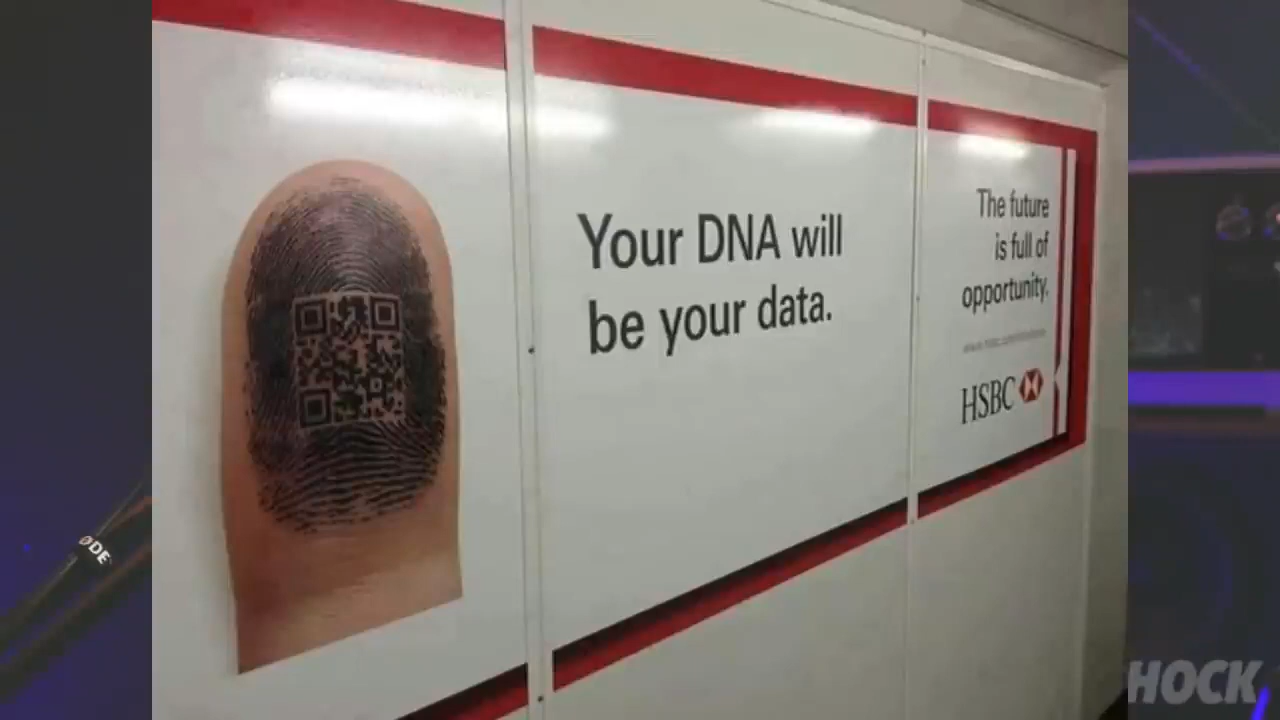 Your DNA will
be your data.
The future
is full of
opportunity.
HSBC
HOCK